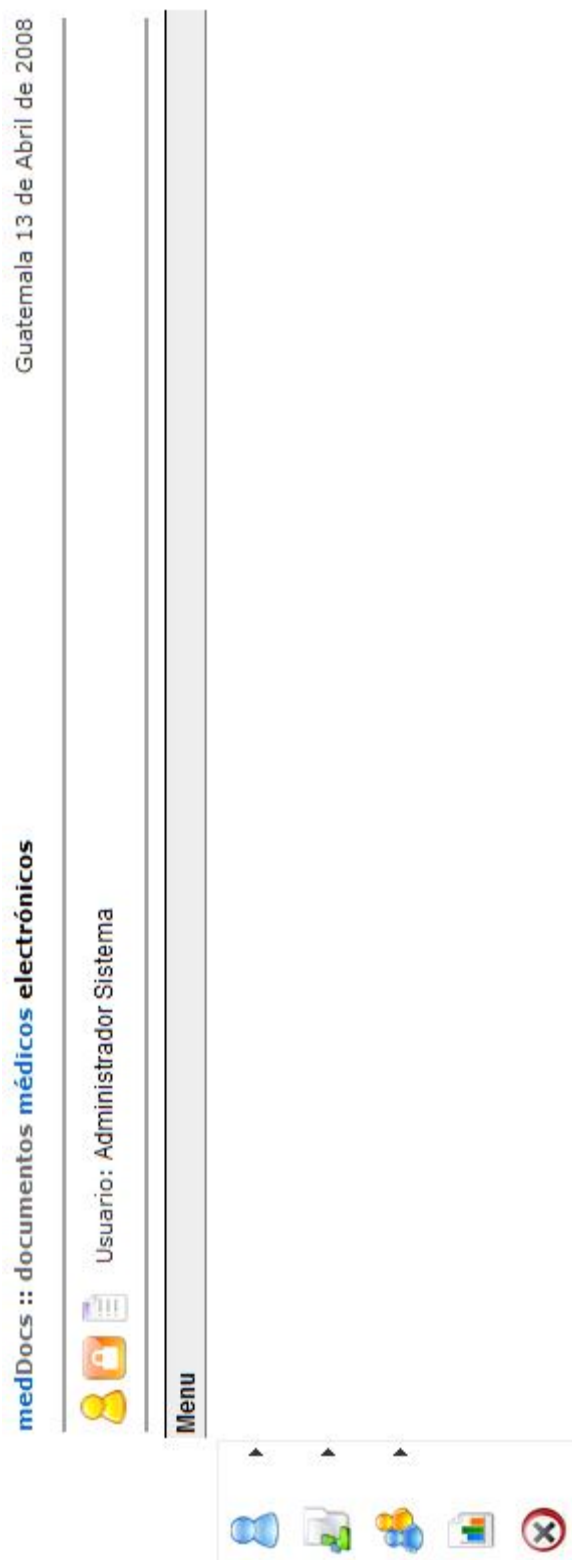 medDocs :: documentos médicos electrónicos
Guatemala 13 de Abril de 2008
Usuario: Administrador Sistema
Menu